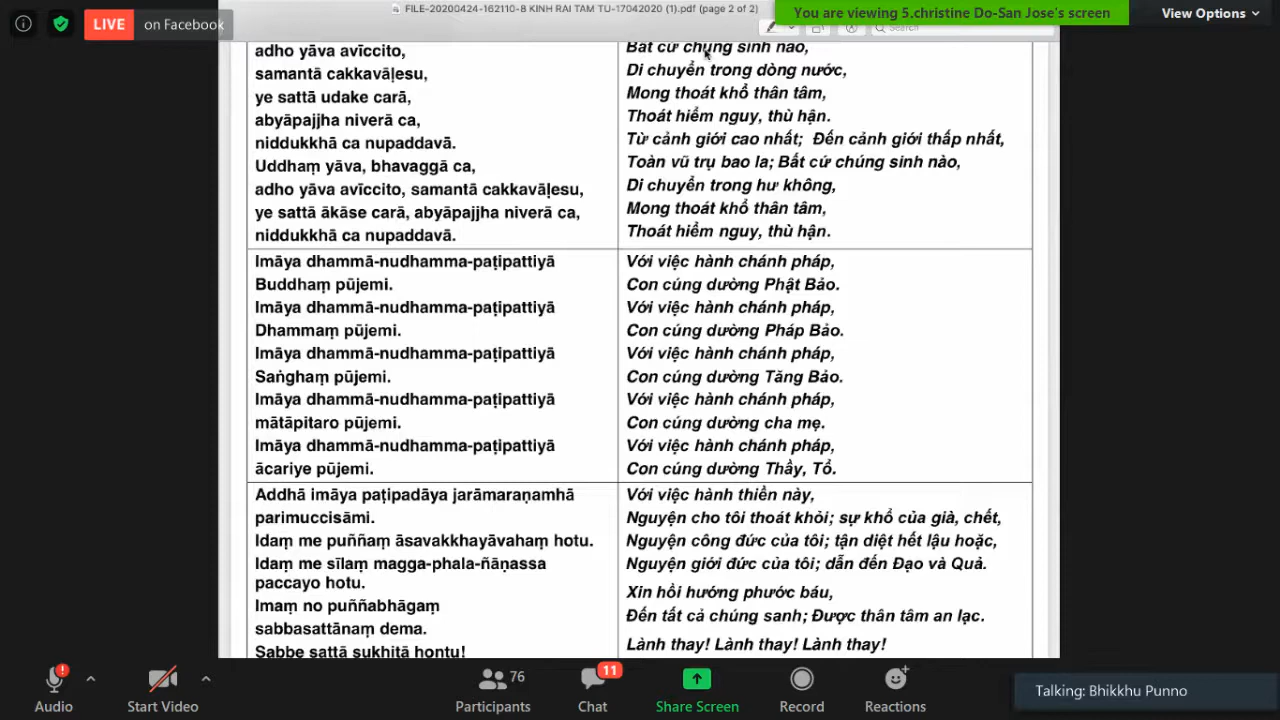 LIVE on Facebook
FILE-20200424-162110-8 KINH RAI TAM TU-17042020 (1).pdf (page 2 of 2)
You are viewing 5.christine Do-San Jose's screen
View Options
Search
adho yāva avīccito,
samantā cakkavāḷesu,
ye sattā udake carā,
abyāpajjha niverā ca,
niddukkhā ca nupaddavā.
Uddhaṃ yāva, bhavaggā ca,
adho yāva avīccito, samantā cakkavāḷesu,
ye sattā ākāse carā, abyāpajjha niverā ca,
niddukkhā ca nupaddavā.
Bất cứ chúng sinh nào,
Di chuyển trong dòng nước,
Mong thoát khổ thân tâm,
Thoát hiểm nguy, thù hận.
Từ cảnh giới cao nhất; Đến cảnh giới thấp nhất,
Toàn vũ trụ bao la; Bất cứ chúng sinh nào,
Di chuyển trong hư không,
Mong thoát khổ thân tâm,
Thoát hiểm nguy, thù hận.
Imāya dhammā-nudhamma-paṭipattiyā
Buddhaṃ pūjemi.
Imāya dhammā-nudhamma-paṭipattiyā
Dhammaṃ pūjemi.
Imāya dhammā-nudhamma-paṭipattiyā
Saṅghaṃ pūjemi.
Imāya dhammā-nudhamma-paṭipattiyā
mātāpitaro pūjemi.
Imāya dhammā-nudhamma-paṭipattiyā
ācariye pūjemi.
Với việc hành chánh pháp,
Con cúng dường Phật Bảo.
Với việc hành chánh pháp,
Con cúng dường Pháp Bảo.
Với việc hành chánh pháp,
Con cúng dường Tăng Bảo.
Với việc hành chánh pháp,
Con cúng dường cha mẹ.
Với việc hành chánh pháp,
Con cúng dường Thầy, Tổ.
Addhā imāya paṭipadāya jarāmaraṇamhā
parimuccisāmi.
Idaṃ me puññaṃ āsavakkhayāvahaṃ hotu.
Idaṃ me sīlaṃ magga-phala-ñāṇassa
paccayo hotu.
Imaṃ no puññabhāgaṃ
sabbasattānaṃ dema.
Sabbe sattā sukhitā hontu!
Với việc hành thiền này,
Nguyện cho tôi thoát khỏi; sự khổ của già, chết,
Nguyện công đức của tôi; tận diệt hết lậu hoặc,
Nguyện giới đức của tôi; dẫn đến Đạo và Quả.
Xin hồi hướng phước báu,
Đến tất cả chúng sanh; Được thân tâm an lạc.
Lành thay! Lành thay! Lành thay!
Audio
Start Video
76
Participants
11
Chat
Share Screen
Record
Reactions
Talking: Bhikkhu Punno